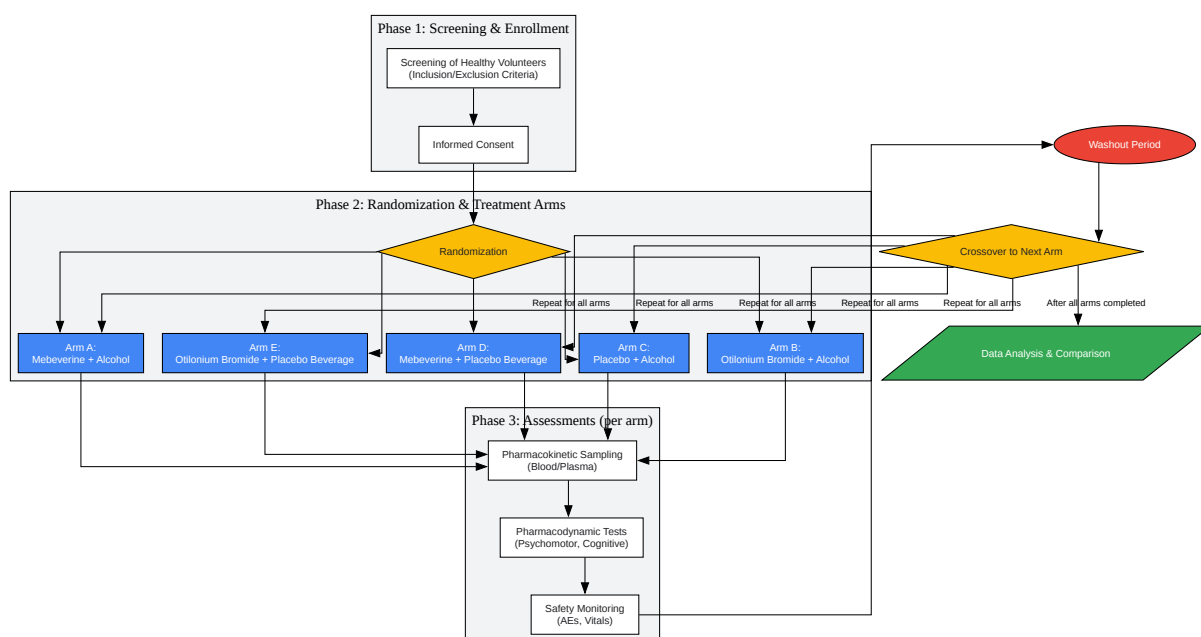 Phase 1: Screening & Enrollment
Screening of Healthy Volunteers
(Inclusion/Exclusion Criteria)
Informed Consent
Washout Period
Phase 2: Randomization & Treatment Arms
Randomization
Crossover to Next Arm
Repeat for all arms
Repeat for all arms
Repeat for all arms
Repeat for all arms
Repeat for all arms
After all arms completed
Arm A:
Mebeverine + Alcohol
Arm E:
Otilonium Bromide + Placebo Beverage
Arm D:
Mebeverine + Placebo Beverage
Arm C:
Placebo + Alcohol
Arm B:
Otilonium Bromide + Alcohol
Data Analysis & Comparison
Phase 3: Assessments (per arm)
Pharmacokinetic Sampling
(Blood/Plasma)
Pharmacodynamic Tests
(Psychomotor, Cognitive)
Safety Monitoring
(AEs, Vitals)